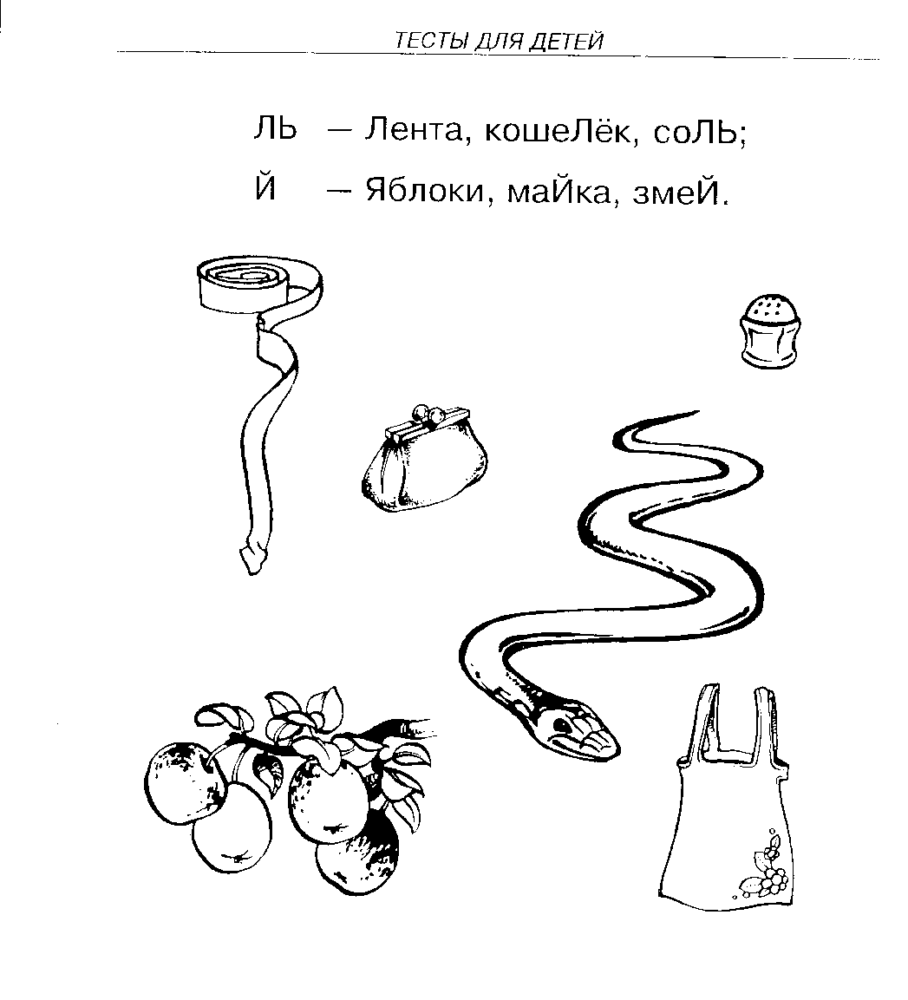 ТЕСТЫ ДЛЯ ДЕТЕЙ
ЛЬ — Лента, кошеЛёк, соЛЬ;
Й — Яблоки, маЙка, змеЙ.